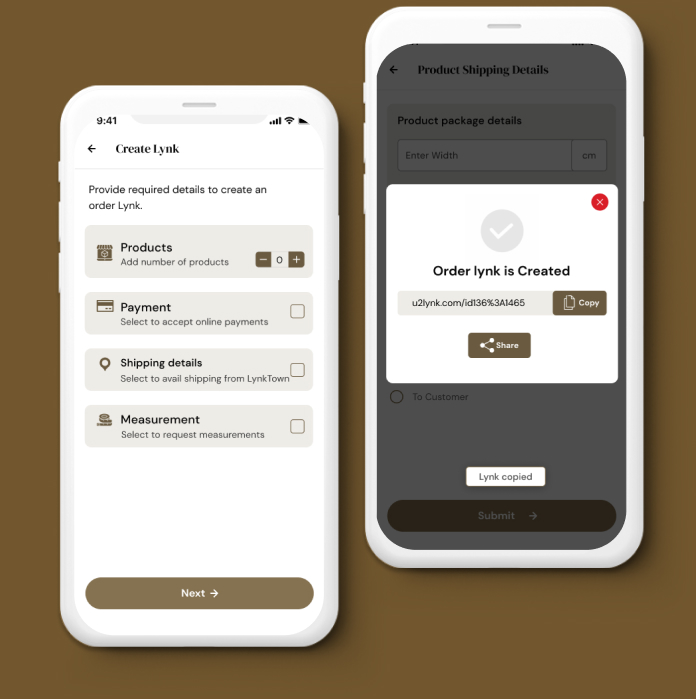 9:41
Create Lynk
Provide required details to create an
order Lynk.
Products
Add number of products
0
Payment
Select to accept online payments
Shipping details
Select to avail shipping from LynkTown
Measurement
Select to request measurements
Next →
Product Shipping Details
Product package details
Enter Width
cm
Order lynk is Created
u2lynk.com/id136%3A1465
Copy
Share
To Customer
Lynk copied
Submit →